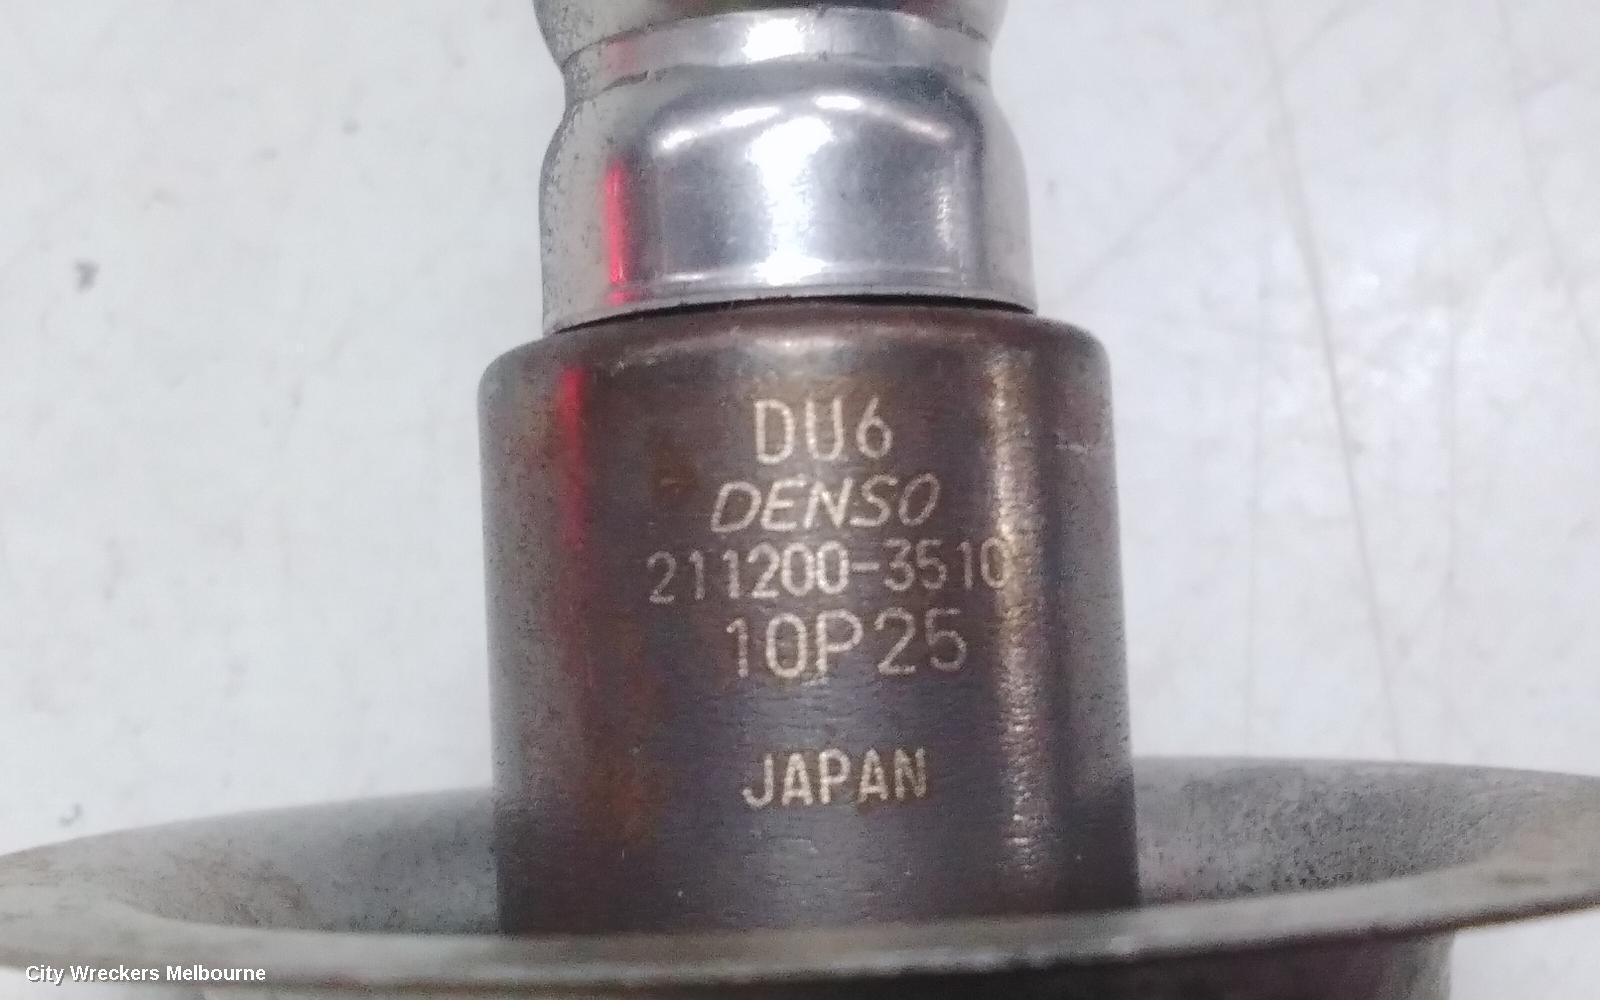 DU6
DENSO
211200-3510
10P25
JAPAN
City Wreckers Melbourne